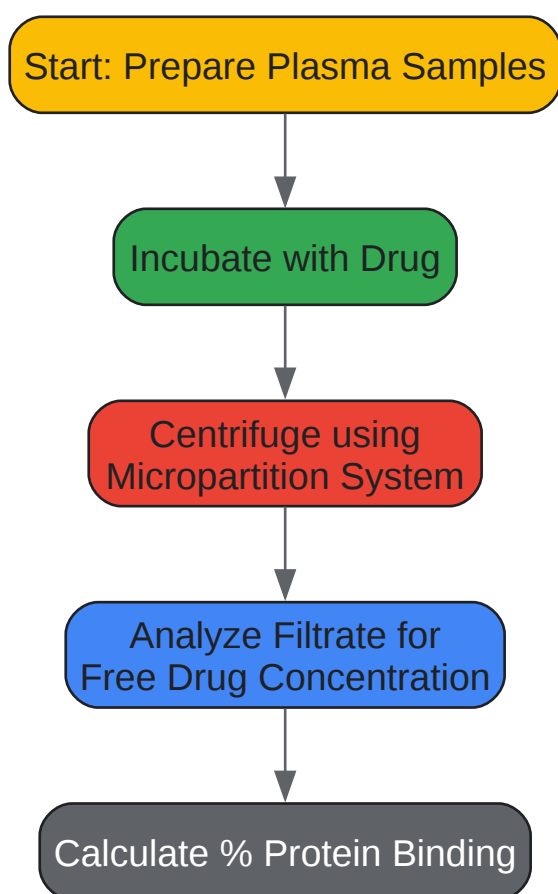 Start: Prepare Plasma Samples
Incubate with Drug
Centrifuge using
Micropartition System
Analyze Filtrate for
Free Drug Concentration
Calculate % Protein Binding